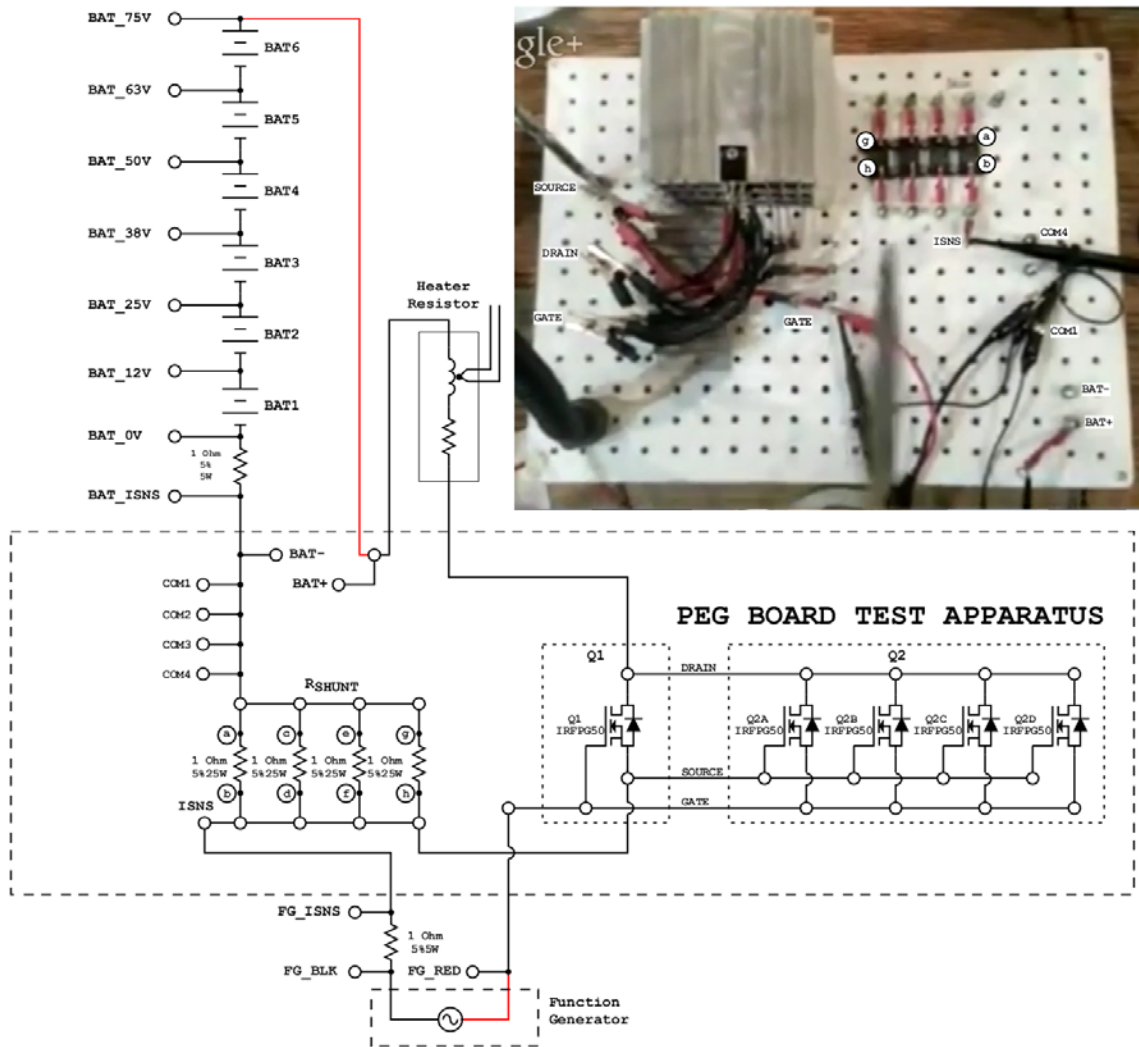 BAT_75V
BAT6
BAT_63V
BAT5
BAT_50V
BAT4
BAT_38V
BAT3
BAT_25V
BAT2
BAT_12V
BAT1
BAT_0V
1 Ohm
5%
5W
BAT_ISNS
Heater
Resistor
gle+
g
a
h
b
SOURCE
ISNS
COM4
DRAIN
GATE
GATE
COM1
BAT-
BAT+
BAT-
BAT+
COM1
COM2
COM3
COM4
PEG BOARD TEST APPARATUS
RSHUNT
a
c
e
g
1 Ohm
5%25W
1 Ohm
5%25W
1 Ohm
5%25W
1 Ohm
5%25W
b
d
f
h
ISNS
Q1
DRAIN
Q2
Q1
IRFPG50
Q2A
IRFPG50
Q2B
IRFPG50
Q2C
IRFPG50
Q2D
IRFPG50
SOURCE
GATE
FG_ISNS
1 Ohm
5%5W
FG_BLK
FG_RED
Function
Generator